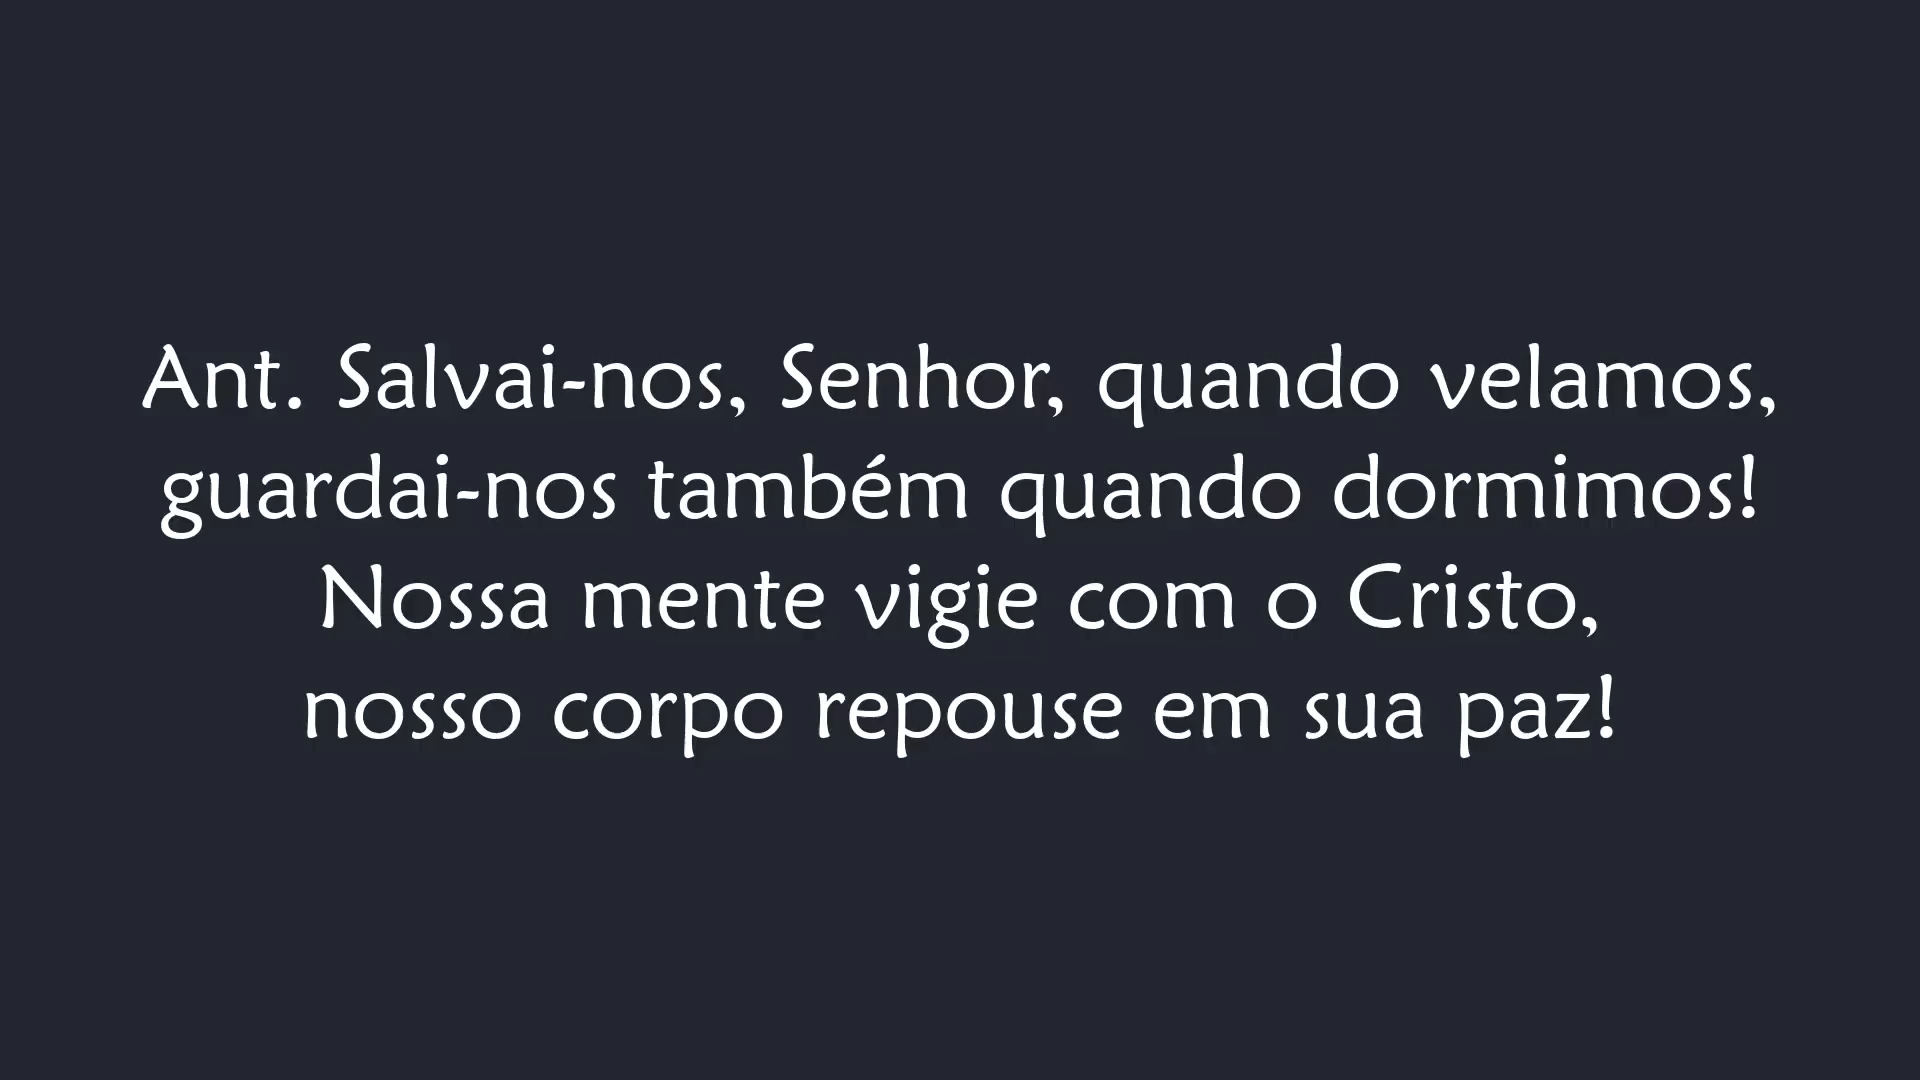 Ant. Salvai-nos, Senhor, quando velamos,
guardai-nos também quando dormimos!
Nossa mente vigie com o Cristo,
nosso corpo repouse em sua paz!